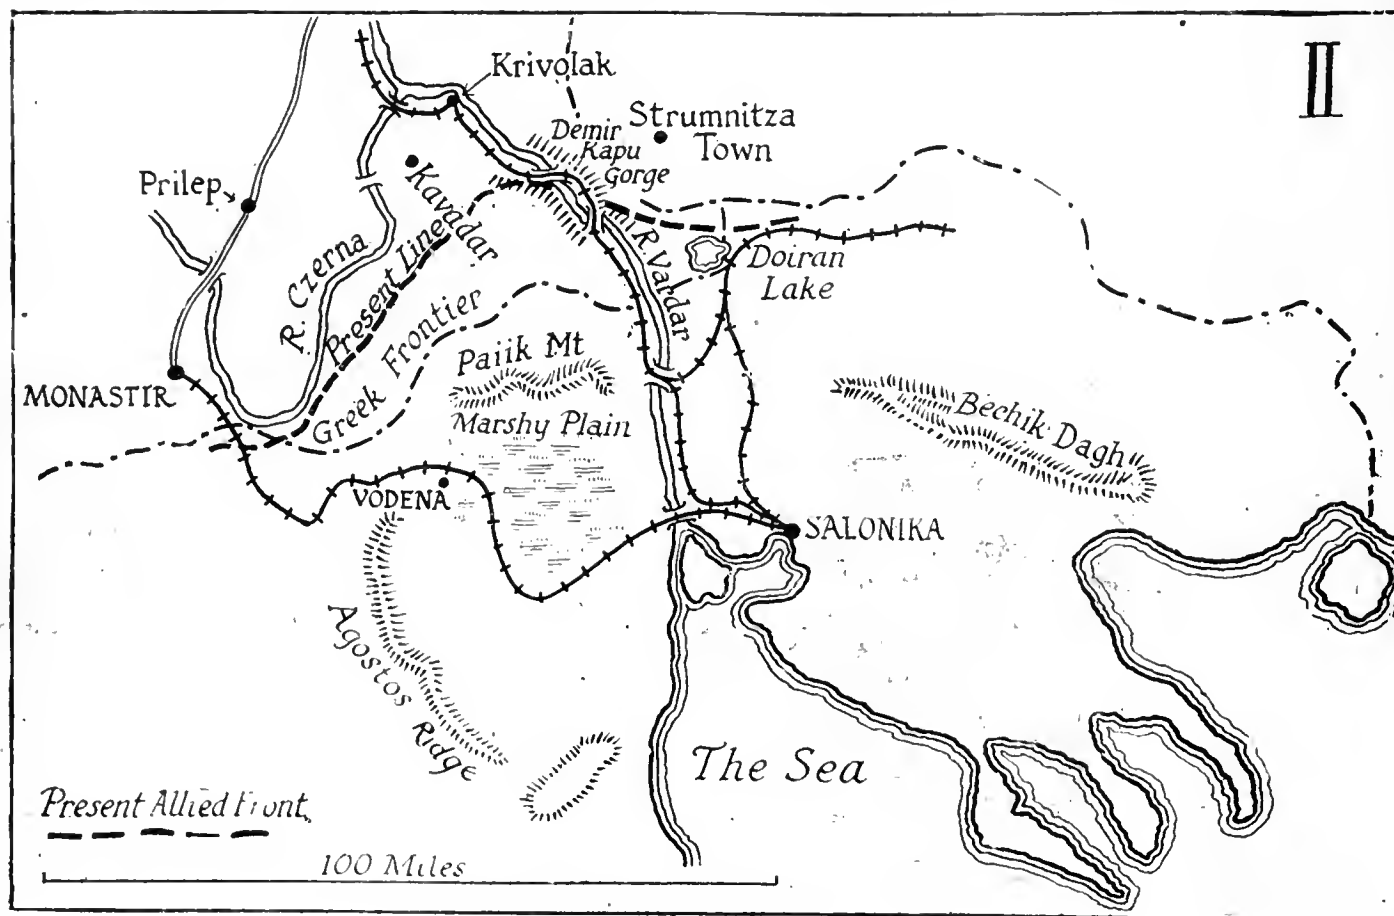 II
Krivolak
Strumnitza
Town
Demir
Kapu
Gorge
Prilep
Kavadar
R. Czerna
Present Line
R. Vardar
Doiran
Lake
Greek Frontier
Paiik Mt
MONASTIR
Marshy Plain
Bechik Dagh
VODENA
SALONIKA
Agostos Ridge
The Sea
Present Allied Front
100 Miles